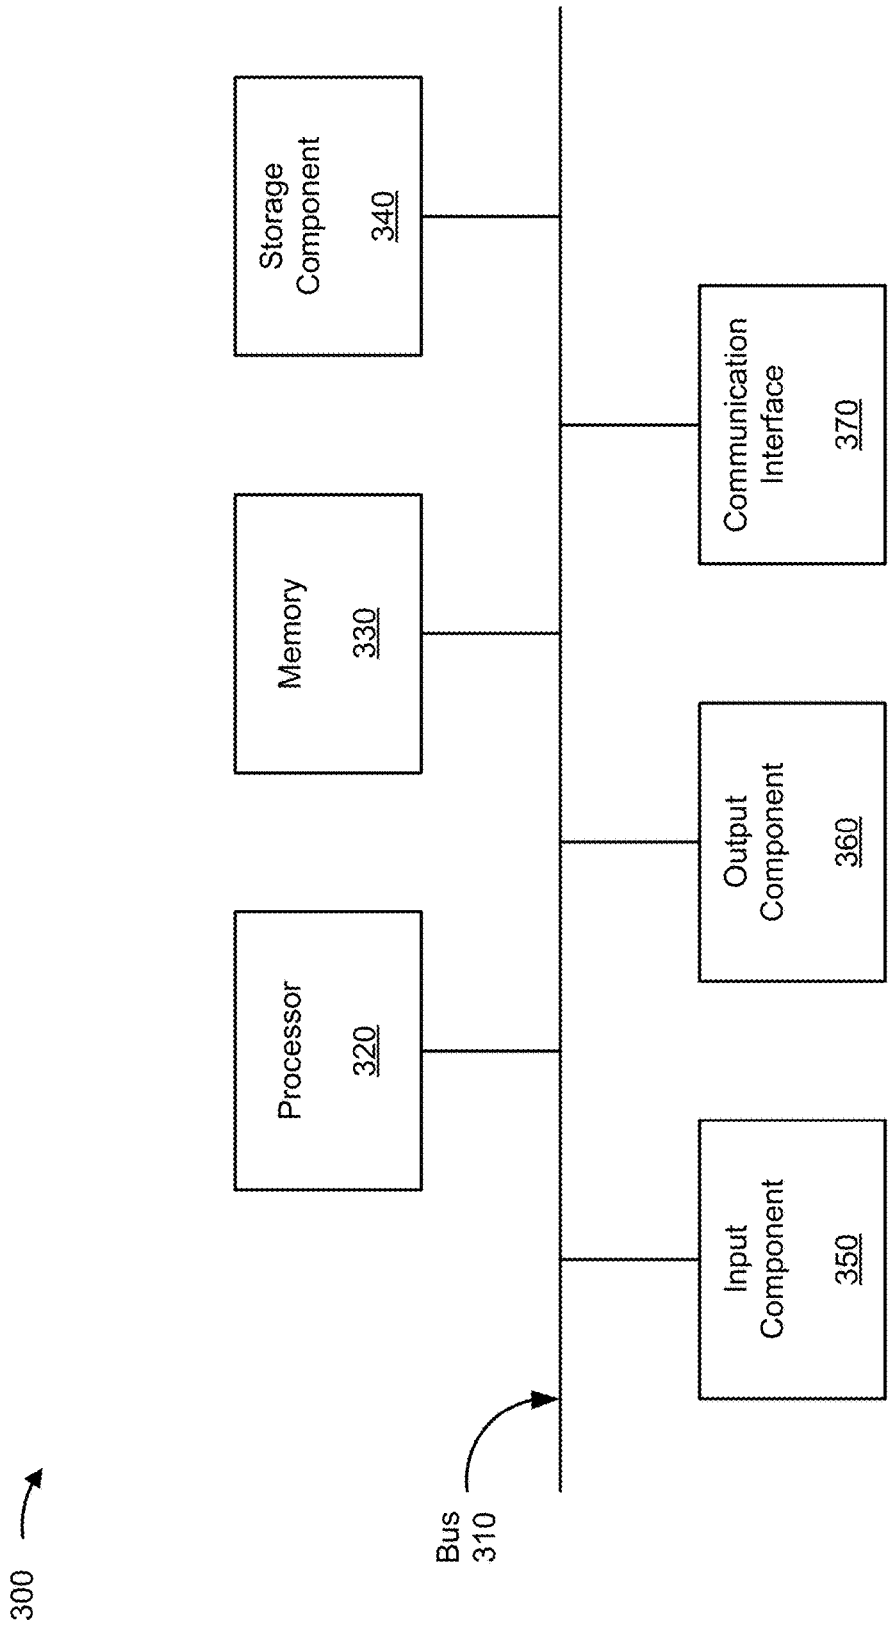 300
Bus
310
Processor
320
Memory
330
Storage
Component
340
Input
Component
350
Output
Component
360
Communication
Interface
370